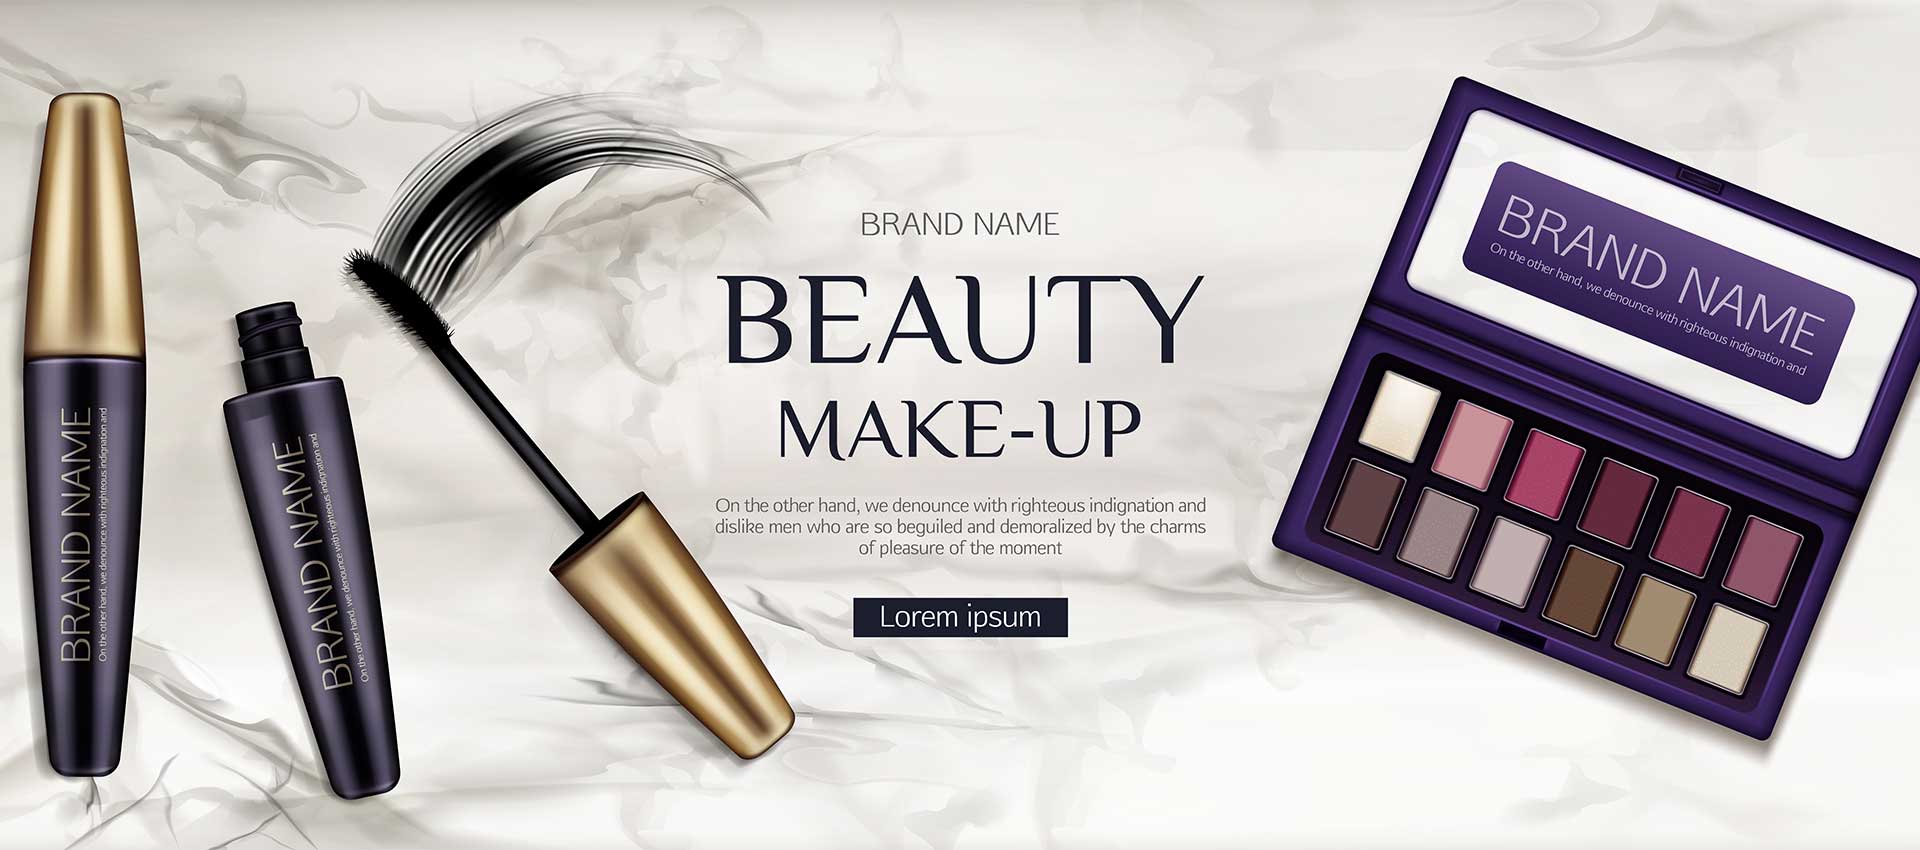 BRAND NAME
On the other hand, we denounce with righteous indignation and
BRAND NAME
On the other hand, we denounce with righteous indignation and
BRAND NAME
BEAUTY
MAKE-UP
On the other hand, we denounce with righteous indignation and
dislike men who are so beguiled and demoralized by the charms
of pleasure of the moment
Lorem ipsum
BRAND NAME
On the other hand, we denounce with righteous indignation and